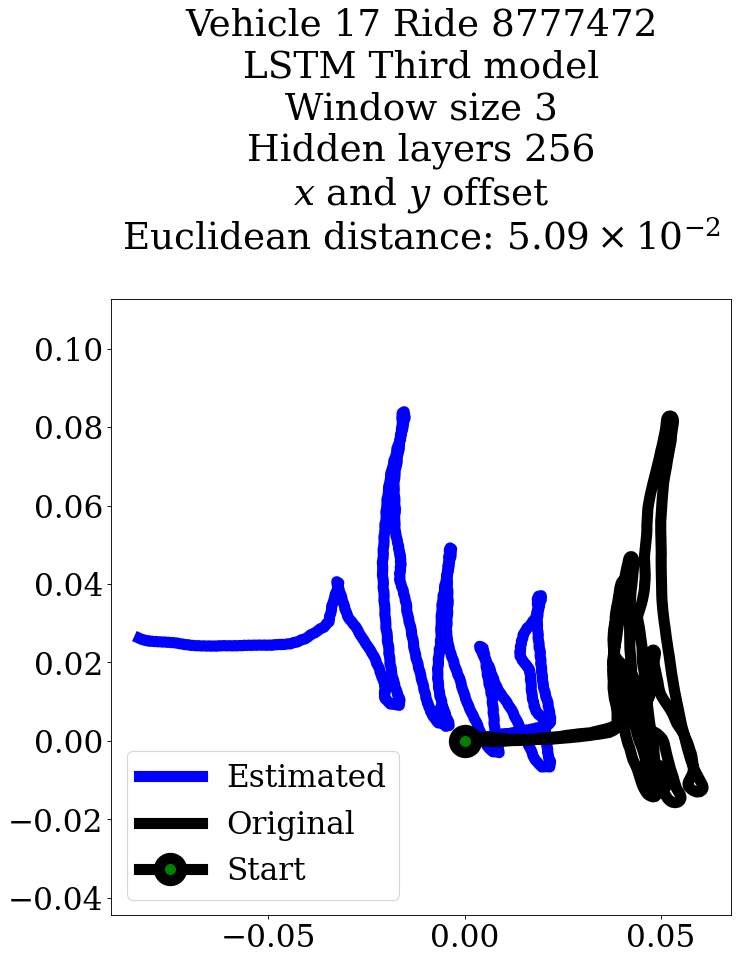 Vehicle 17 Ride 8777472
LSTM Third model
Window size 3
Hidden layers 256
x and y offset
Euclidean distance: 5.09 × 10⁻²
0.10
0.08
0.06
0.04
0.02
0.00
−0.02
−0.04
Estimated
Original
Start
−0.05 0.00 0.05